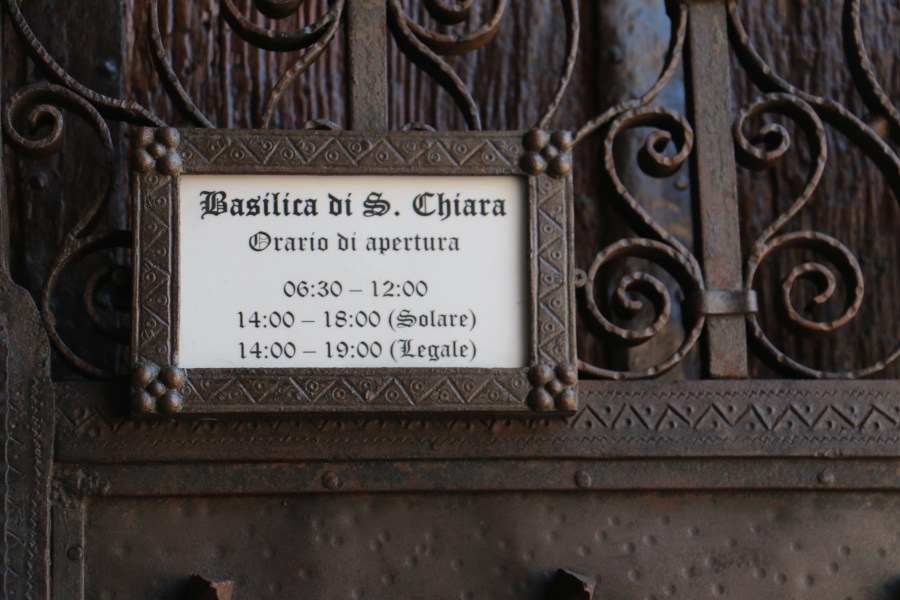 Basilica di S. Chiara
Orario di apertura
06:30 – 12:00
14:00 – 18:00 (Solare)
14:00 – 19:00 (Legale)